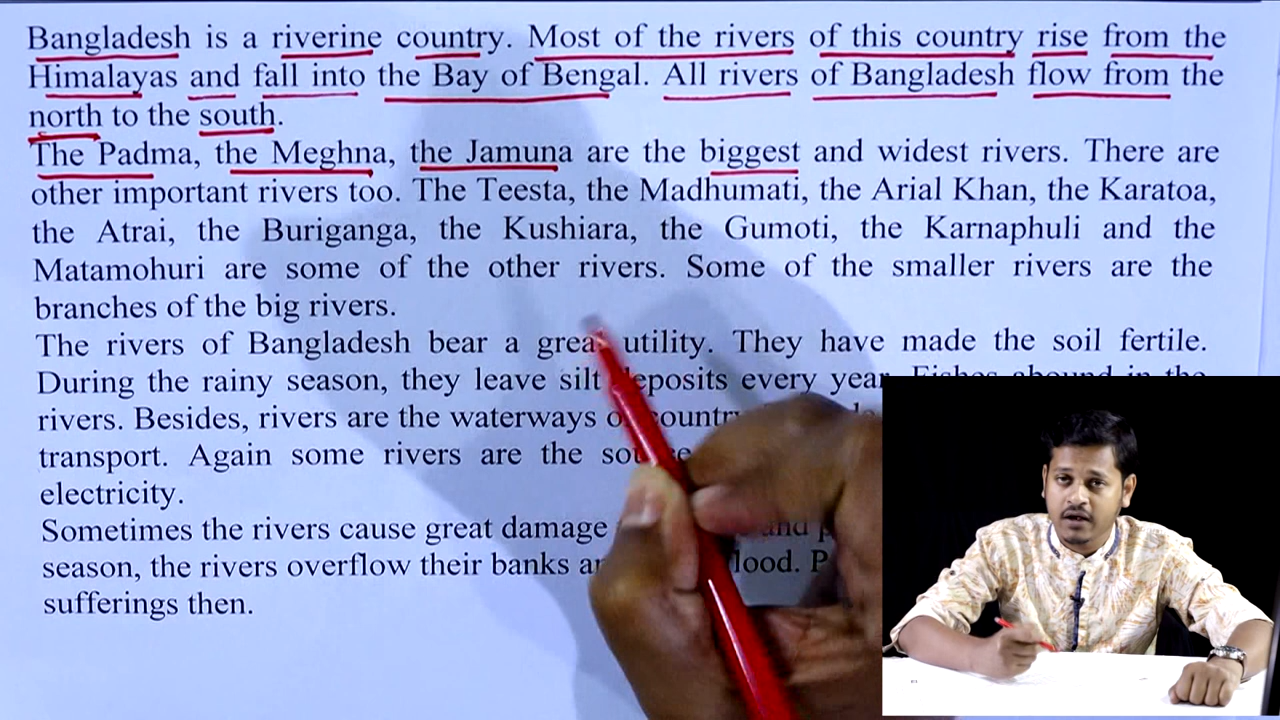 Bangladesh is a riverine country. Most of the rivers of this country rise from the
Himalayas and fall into the Bay of Bengal. All rivers of Bangladesh flow from the
north to the south.
The Padma, the Meghna, the Jamuna are the biggest and widest rivers. There are
other important rivers too. The Teesta, the Madhumati, the Arial Khan, the Karatoa,
the Atrai, the Buriganga, the Kushiara, the Gumoti, the Karnaphuli and the
Matamohuri are some of the other rivers. Some of the smaller rivers are the
branches of the big rivers.
The rivers of Bangladesh bear a great utility. They have made the soil fertile.
During the rainy season, they leave silt deposits every year. Fishes abound in the
rivers. Besides, rivers are the waterways
transport. Again some rivers are the
electricity.
Sometimes the rivers cause great damage and
season, the rivers overflow their banks
sufferings then.